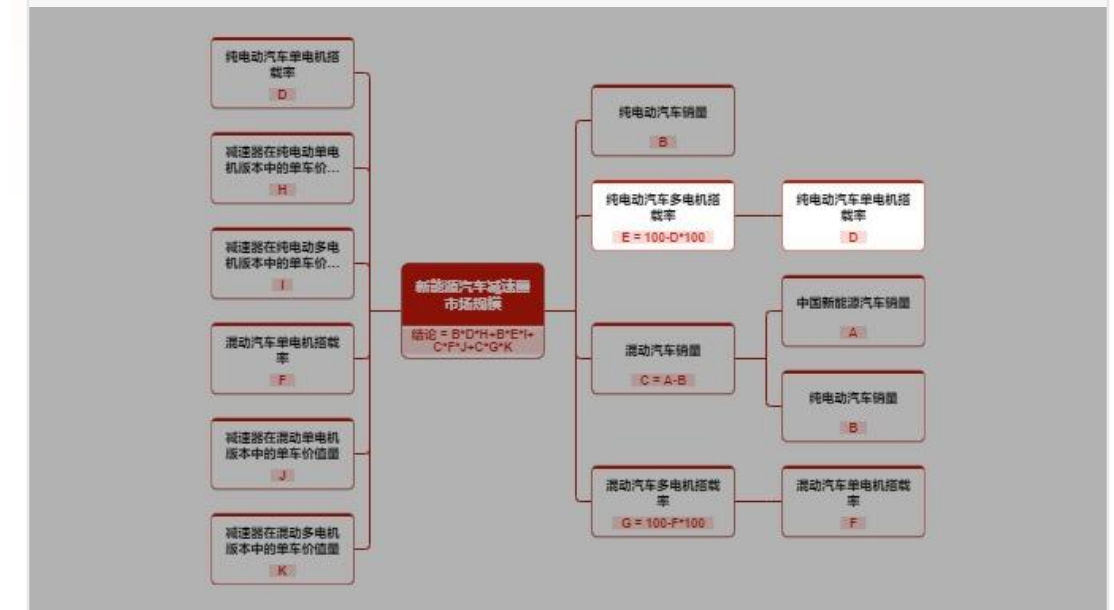 纯电动汽车单电机搭
载率
D
减速器在纯电动单电
机版本中的单车价...
H
减速器在纯电动多电
机版本中的单车价...
I
混动汽车单电机搭载
率
F
减速器在混动单电机
版本中的单车价值量
J
减速器在混动多电机
版本中的单车价值量
K
新能源汽车减速器
市场规模
结论 = B*D*H+B*E*I+
C*F*J+C*G*K
纯电动汽车销量
B
纯电动汽车多电机搭
载率
E = 100-D*100
纯电动汽车单电机搭
载率
D
混动汽车销量
C = A-B
中国新能源汽车销量
A
纯电动汽车销量
B
混动汽车多电机搭载
率
G = 100-F*100
混动汽车单电机搭载
率
F